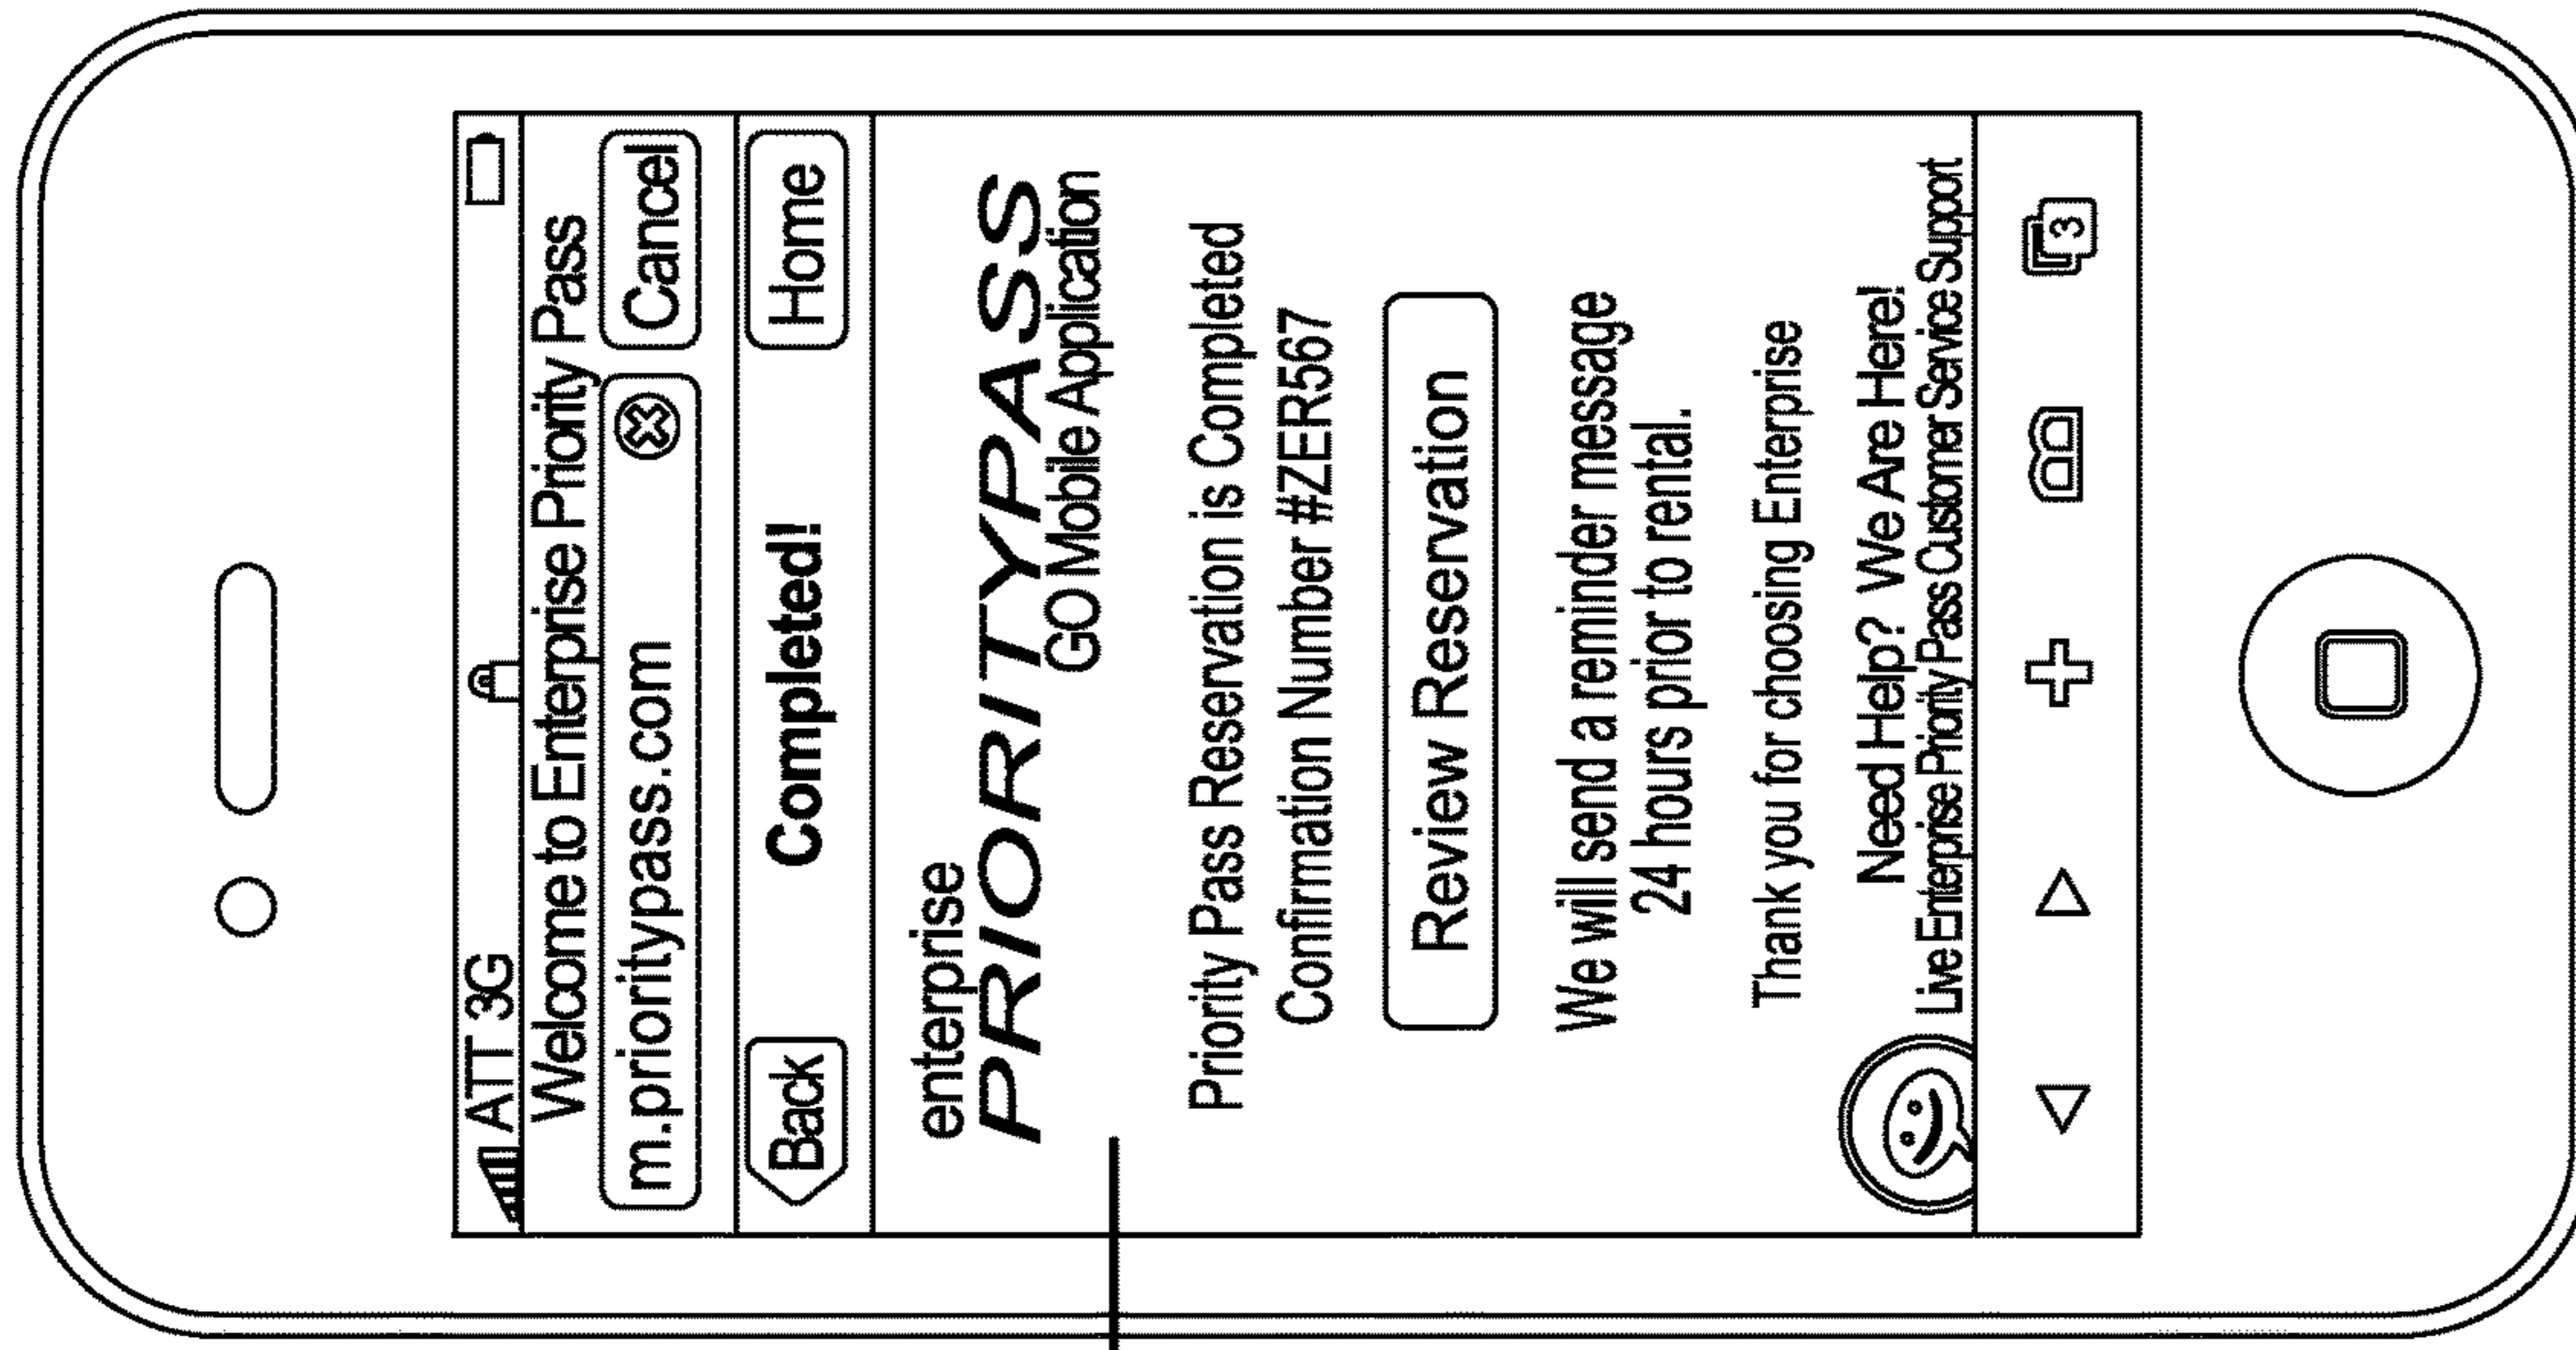 ATT 3G
Welcome to Enterprise Priority Pass
m.prioritypass.com Cancel
Back Completed! Home
enterprise
PRIORITYPASS
GO Mobile Application
Priority Pass Reservation is Completed
Confirmation Number #ZER567
Review Reservation
We will send a reminder message
24 hours prior to rental.
Thank you for choosing Enterprise
Need Help? We Are Here!
Live Enterprise Priority Pass Customer Service Support
3